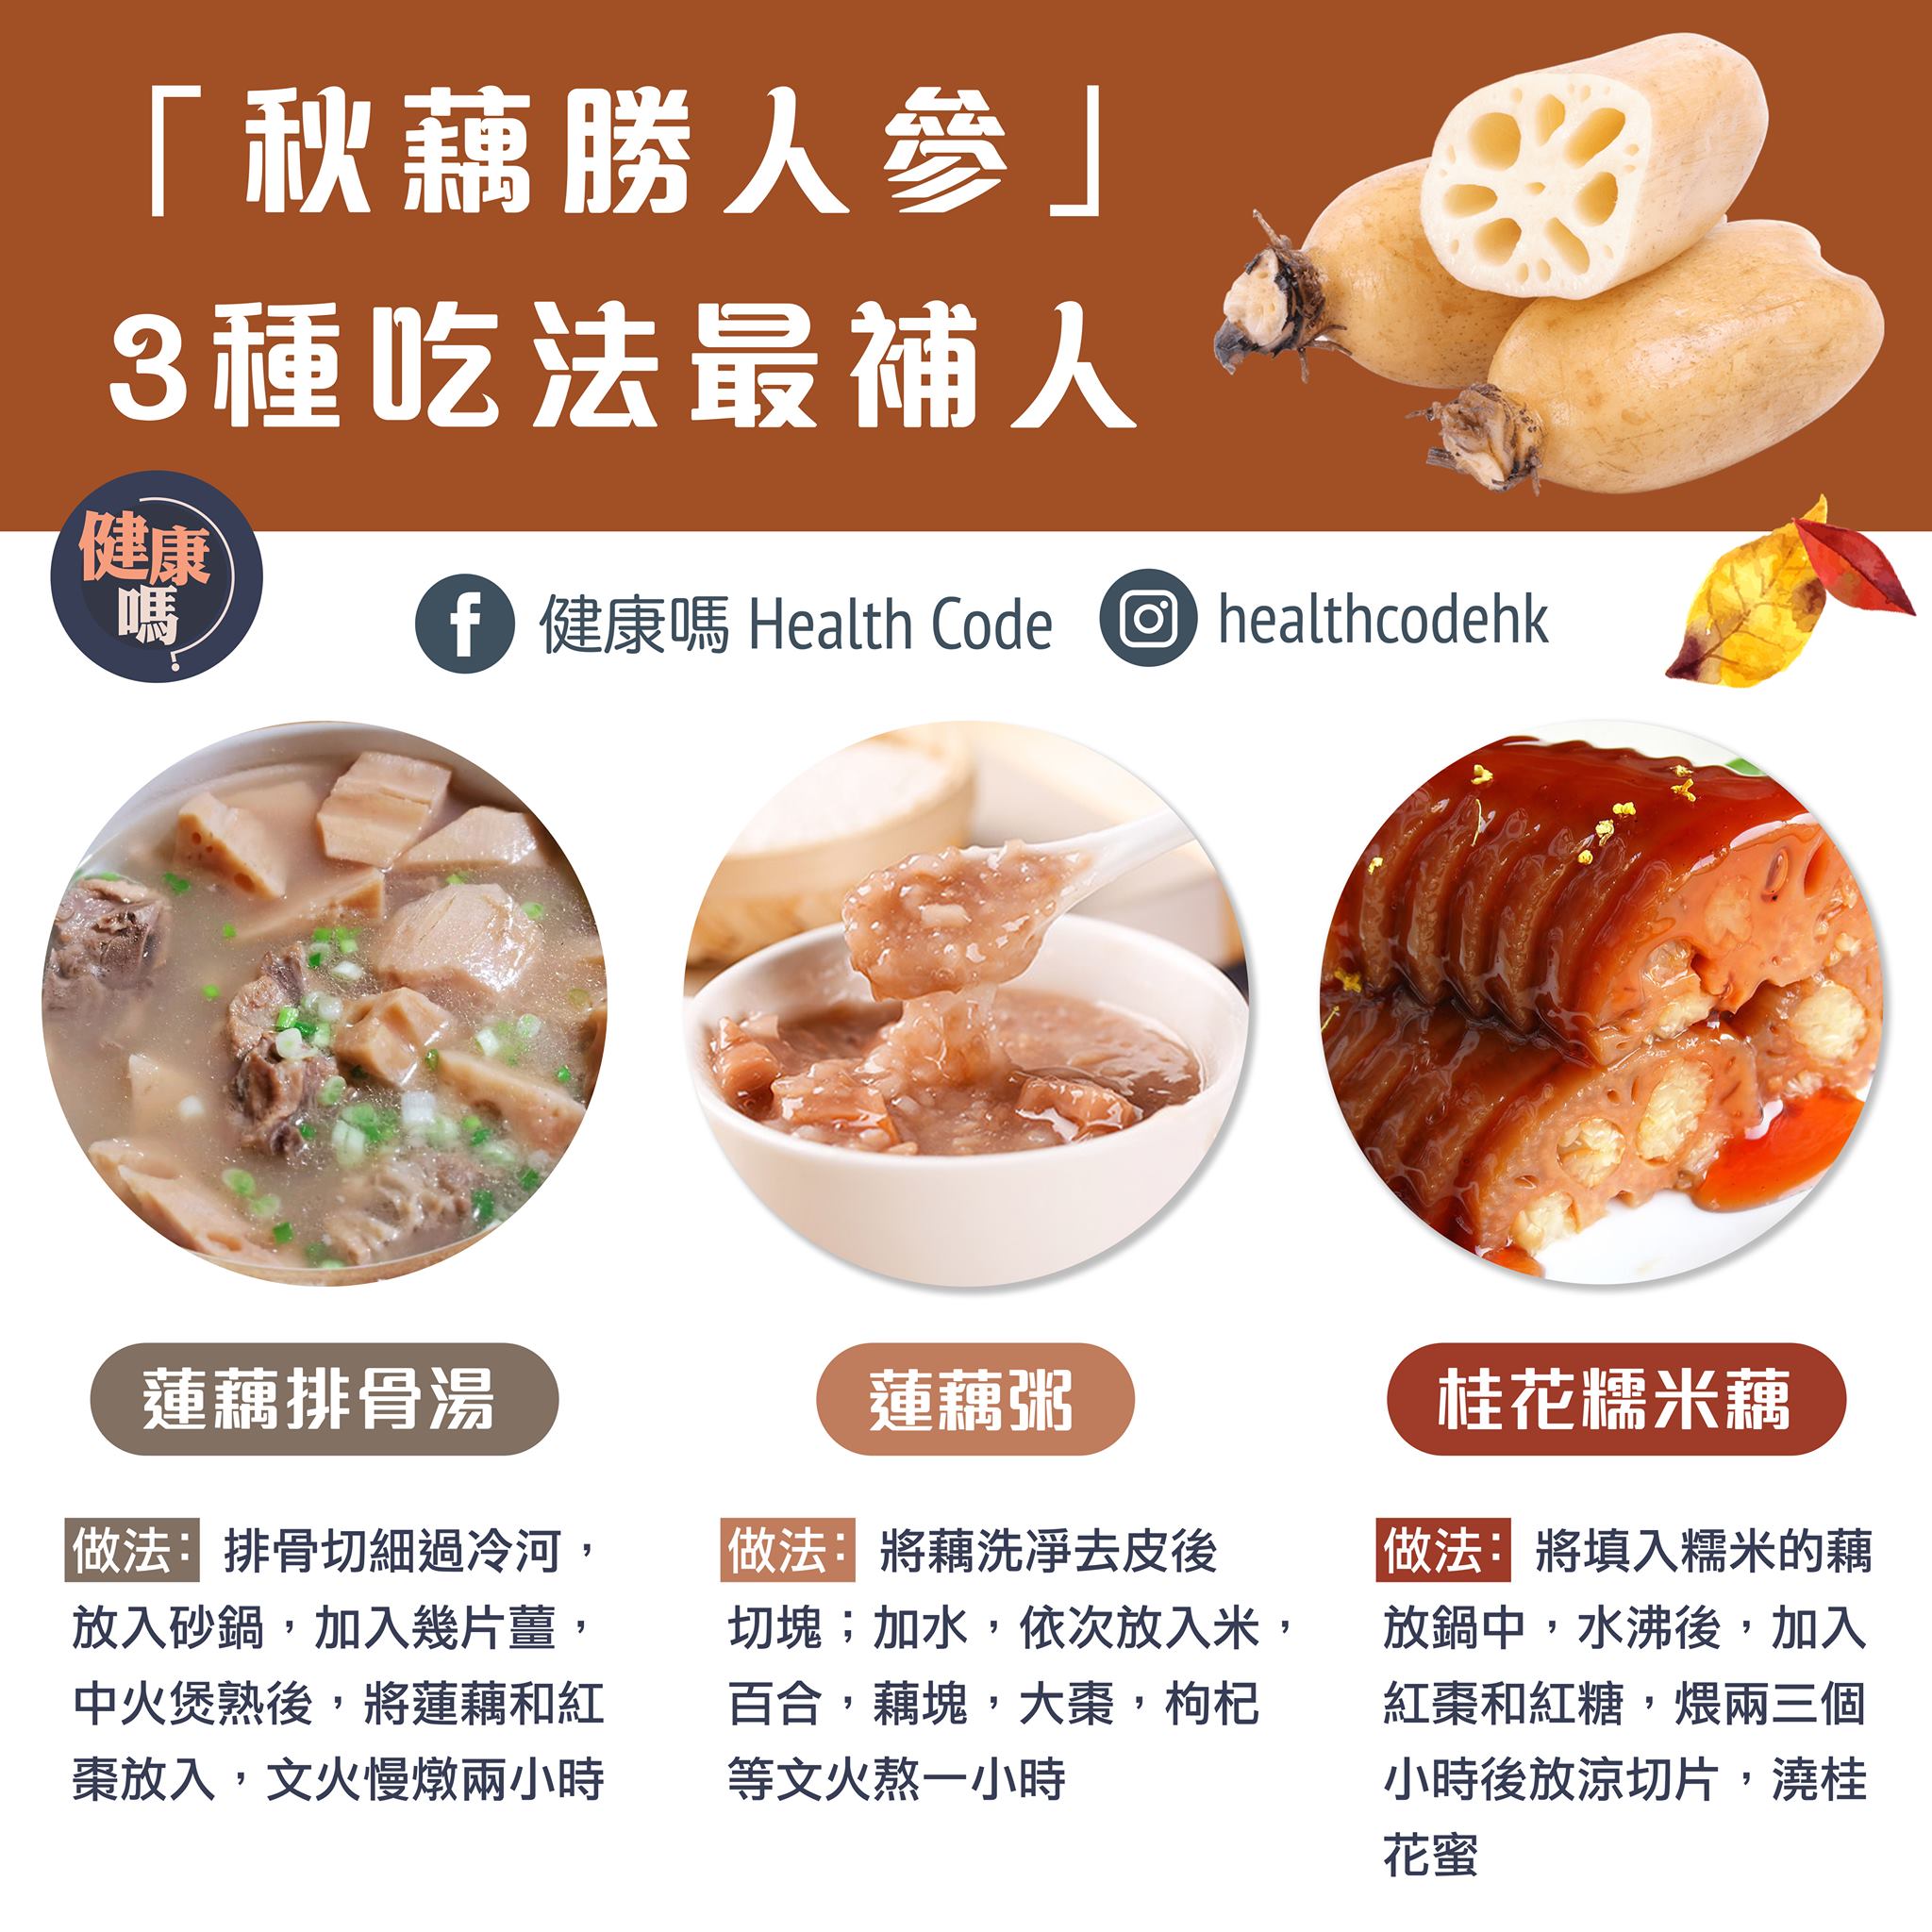 「秋藕勝人參」
3種吃法最補人
健康
嗎
健康嗎 Health Code
healthcodehk
蓮藕排骨湯
做法：排骨切細過冷河，
放入砂鍋，加入幾片薑，
中火煲熟後，將蓮藕和紅
棗放入，文火慢燉兩小時
蓮藕粥
做法：將藕洗淨去皮後
切塊；加水，依次放入米，
百合，藕塊，大棗，枸杞
等文火熬一小時
桂花糯米藕
做法：將填入糯米的藕
放鍋中，水沸後，加入
紅棗和紅糖，煨兩三個
小時後放涼切片，澆桂
花蜜